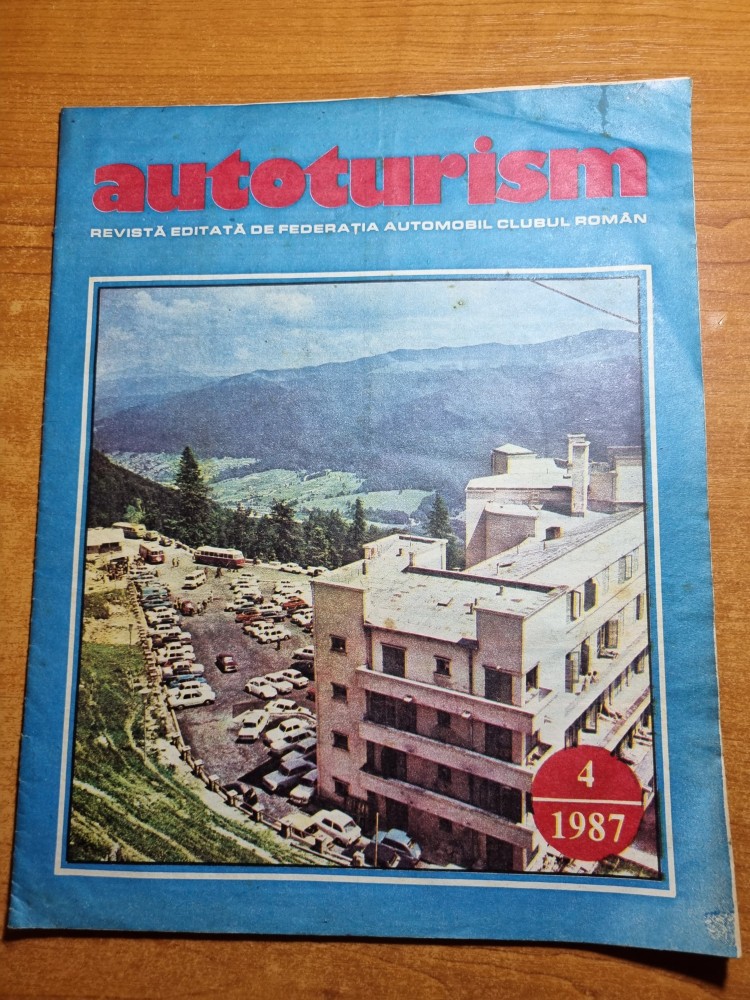 autoturism
REVISTĂ EDITATĂ DE FEDERAȚIA AUTOMOBIL CLUBUL ROMÂN
4
1987